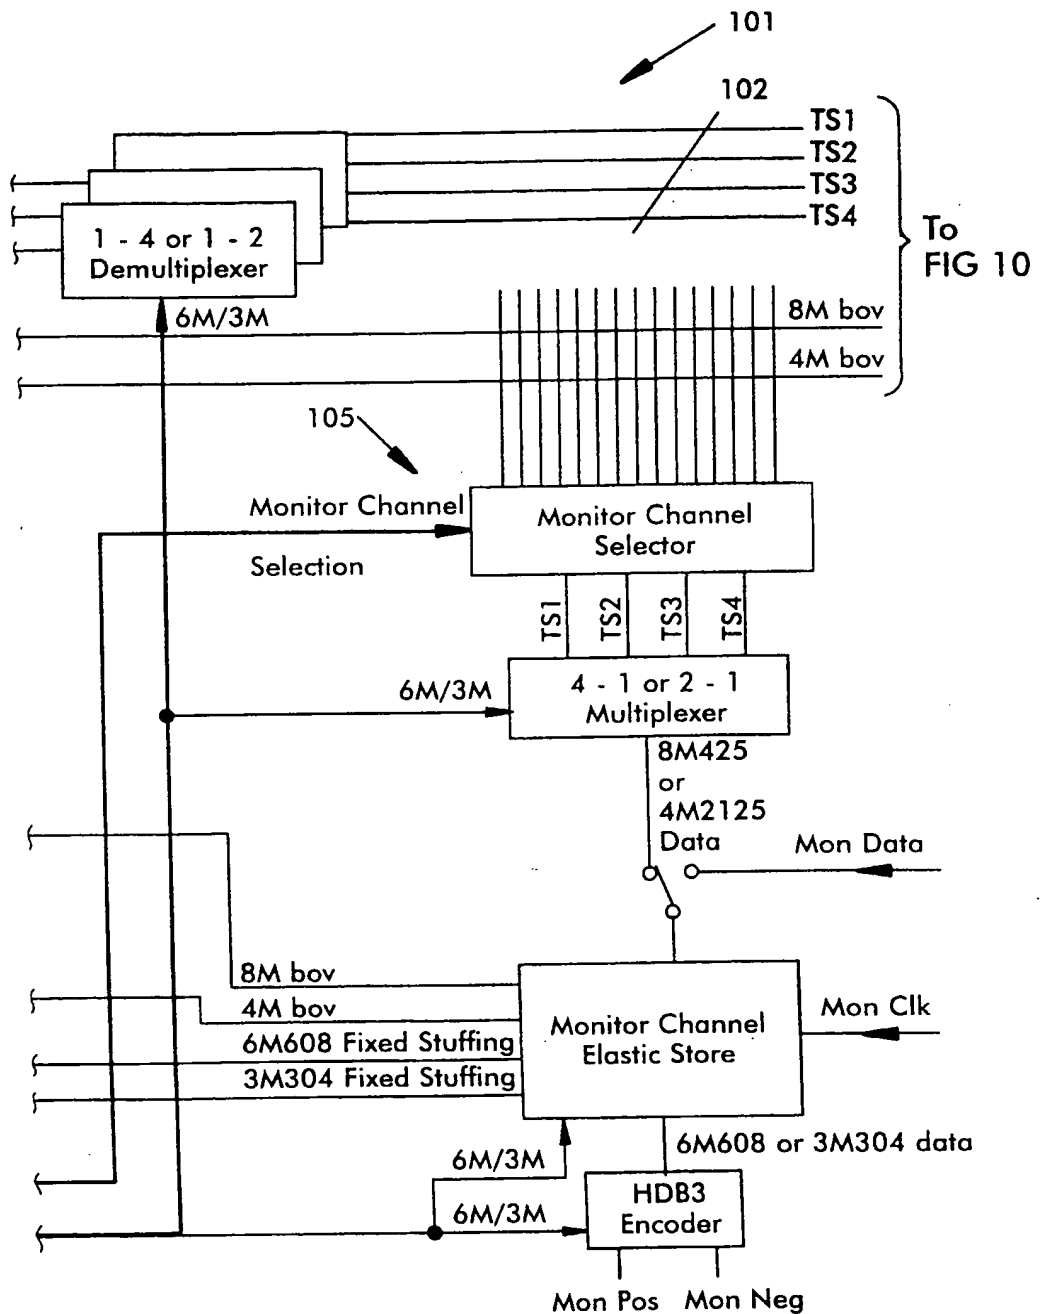 101
102
TS1
TS2
TS3
TS4
To
FIG 10
1 - 4 or 1 - 2
Demultiplexer
6M/3M
8M bov
4M bov
105
Monitor Channel
Selection
Monitor Channel
Selector
TS1
TS2
TS3
TS4
6M/3M
4 - 1 or 2 - 1
Multiplexer
8M425
or
4M2125
Data
Mon Data
8M bov
4M bov
6M608 Fixed Stuffing
3M304 Fixed Stuffing
Monitor Channel
Elastic Store
Mon Clk
6M/3M
6M608 or 3M304 data
6M/3M
HDB3
Encoder
Mon Pos
Mon Neg